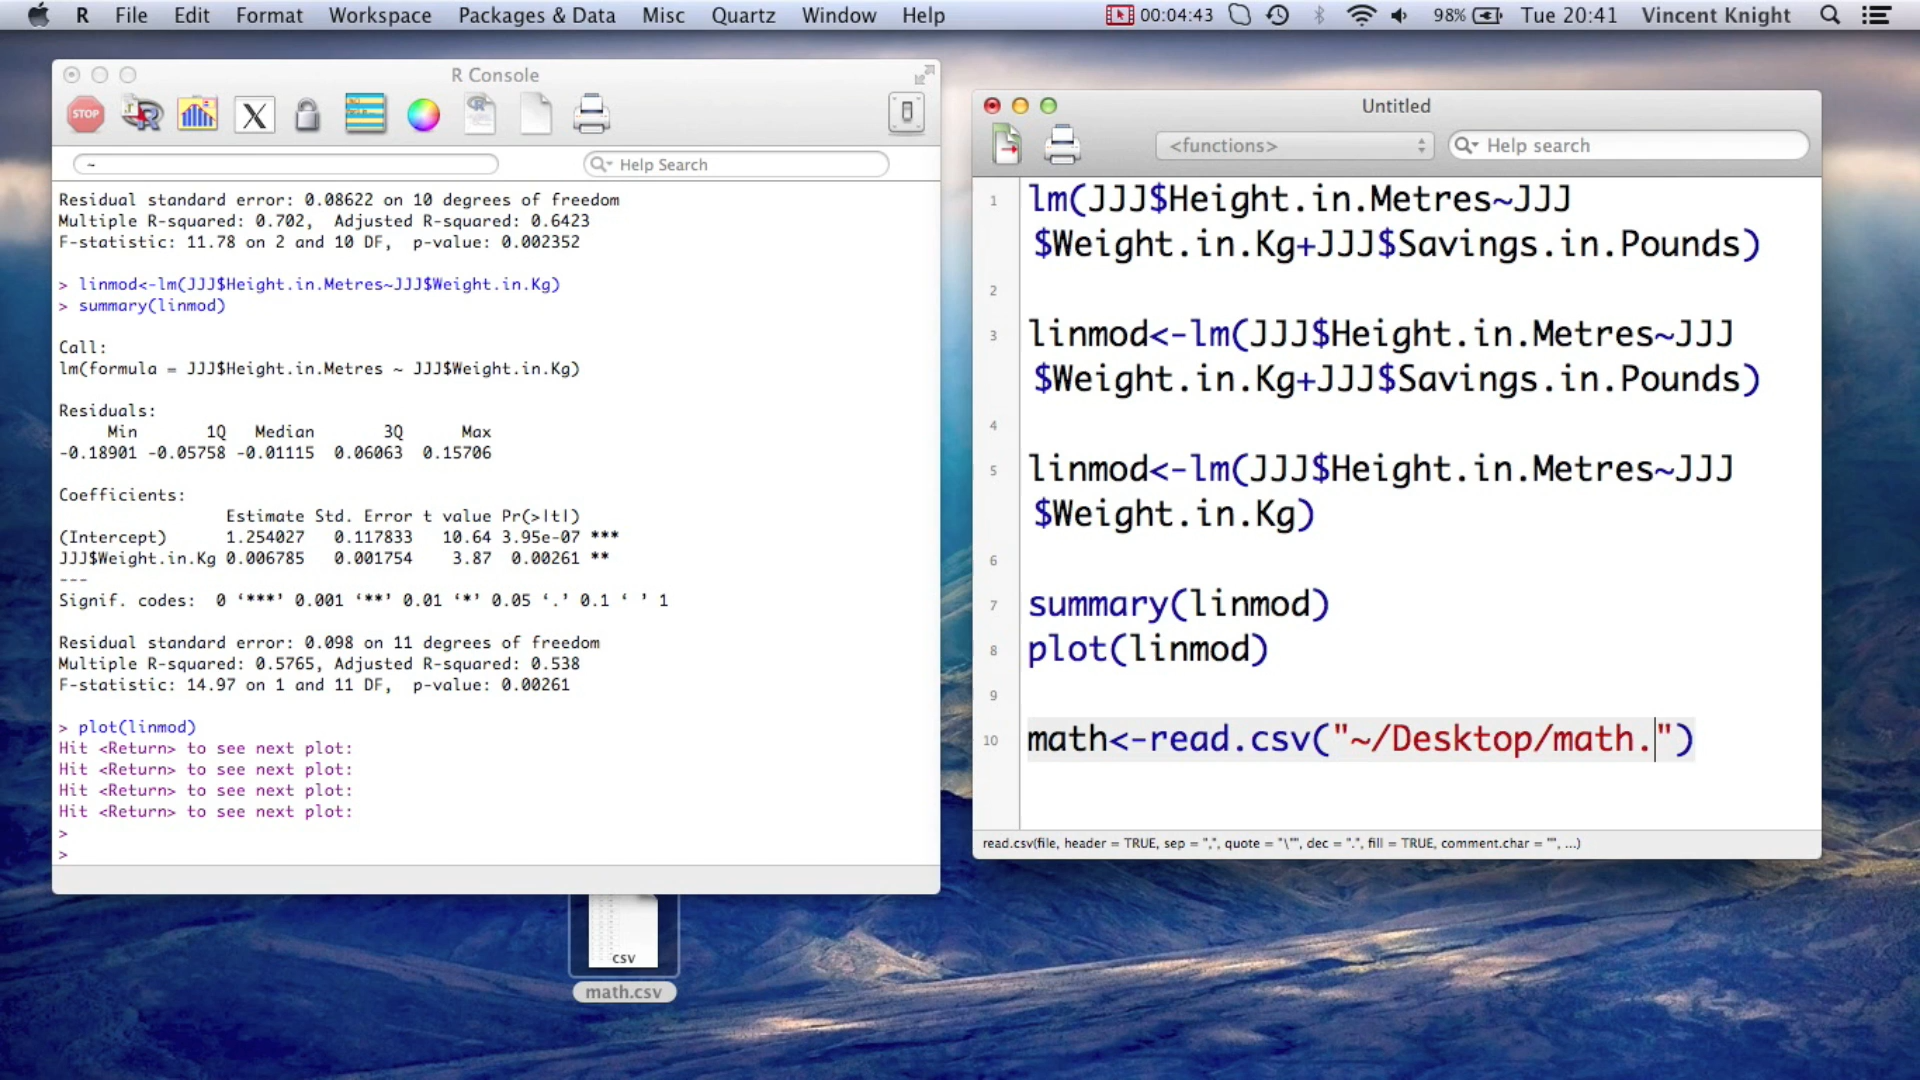 R File Edit Format Workspace Packages & Data Misc Quartz Window Help 00:04:43 98% Tue 20:41 Vincent Knight
R Console
STOP
X
~
Help Search
Residual standard error: 0.08622 on 10 degrees of freedom
Multiple R-squared: 0.702, Adjusted R-squared: 0.6423
F-statistic: 11.78 on 2 and 10 DF, p-value: 0.002352
> linmod<-lm(JJJ$Height.in.Metres~JJJ$Weight.in.Kg)
> summary(linmod)
Call:
lm(formula = JJJ$Height.in.Metres ~ JJJ$Weight.in.Kg)
Residuals:
Min 1Q Median 3Q Max
-0.18901 -0.05758 -0.01115 0.06063 0.15706
Coefficients:
Estimate Std. Error t value Pr(>|t|)
(Intercept) 1.254027 0.117833 10.64 3.95e-07 ***
JJJ$Weight.in.Kg 0.006785 0.001754 3.87 0.00261 **
---
Signif. codes: 0 ‘***’ 0.001 ‘**’ 0.01 ‘*’ 0.05 ‘.’ 0.1 ‘ ’ 1
Residual standard error: 0.098 on 11 degrees of freedom
Multiple R-squared: 0.5765, Adjusted R-squared: 0.538
F-statistic: 14.97 on 1 and 11 DF, p-value: 0.00261
> plot(linmod)
Hit <Return> to see next plot:
Hit <Return> to see next plot:
Hit <Return> to see next plot:
Hit <Return> to see next plot:
>
>
Untitled
<functions>
Help search
1 lm(JJJ$Height.in.Metres~JJJ
$Weight.in.Kg+JJJ$Savings.in.Pounds)
2
3 linmod<-lm(JJJ$Height.in.Metres~JJJ
$Weight.in.Kg+JJJ$Savings.in.Pounds)
4
5 linmod<-lm(JJJ$Height.in.Metres~JJJ
$Weight.in.Kg)
6
7 summary(linmod)
8 plot(linmod)
9
10 math<-read.csv("~/Desktop/math.")
read.csv(file, header = TRUE, sep = ",", quote = "\"", dec = ".", fill = TRUE, comment.char = "", ...)
csv
math.csv